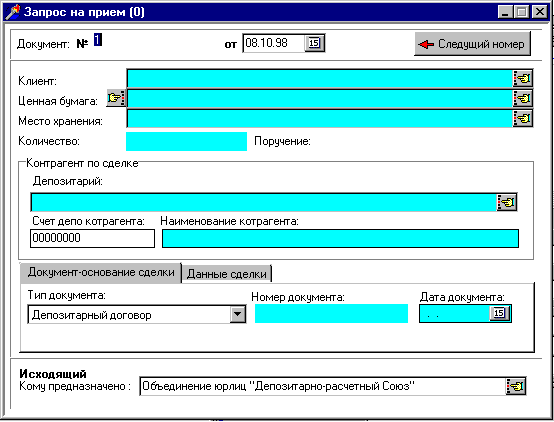 Запрос на прием (0)
Документ: № 1 от 08.10.98 15 Следущий номер
Клиент:
Ценная бумага:
Место хранения:
Количество: Поручение:
Контрагент по сделке
Депозитарий:
Счет депо котрагента: Наименование котрагента:
00000000
Документ-основание сделки Данные сделки
Тип документа: Номер документа: Дата документа:
Депозитарный договор . . 15
Исходящий
Кому предназначено : Объединение юрлиц "Депозитарно-расчетный Союз"